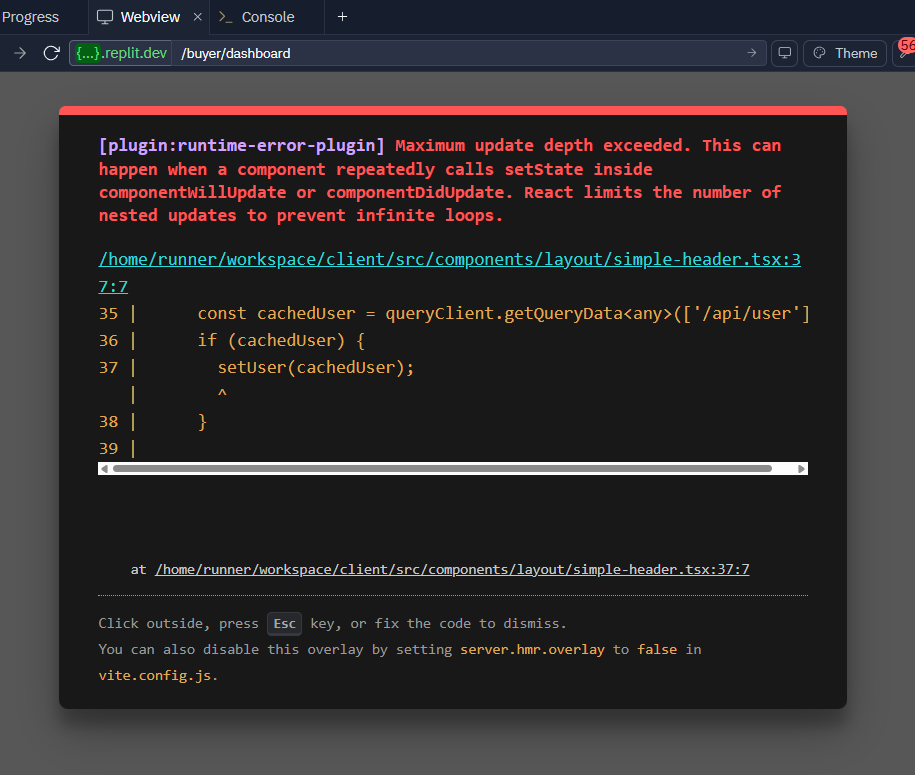 Progress
Webview
Console
{...}.replit.dev /buyer/dashboard
Theme
56
[plugin:runtime-error-plugin] Maximum update depth exceeded. This can
happen when a component repeatedly calls setState inside
componentWillUpdate or componentDidUpdate. React limits the number of
nested updates to prevent infinite loops.
/home/runner/workspace/client/src/components/layout/simple-header.tsx:3
7:7
35 |      const cachedUser = queryClient.getQueryData<any>(['/api/user']
36 |      if (cachedUser) {
37 |        setUser(cachedUser);
   |        ^
38 |      }
39 |
at /home/runner/workspace/client/src/components/layout/simple-header.tsx:37:7
Click outside, press Esc key, or fix the code to dismiss.
You can also disable this overlay by setting server.hmr.overlay to false in
vite.config.js.